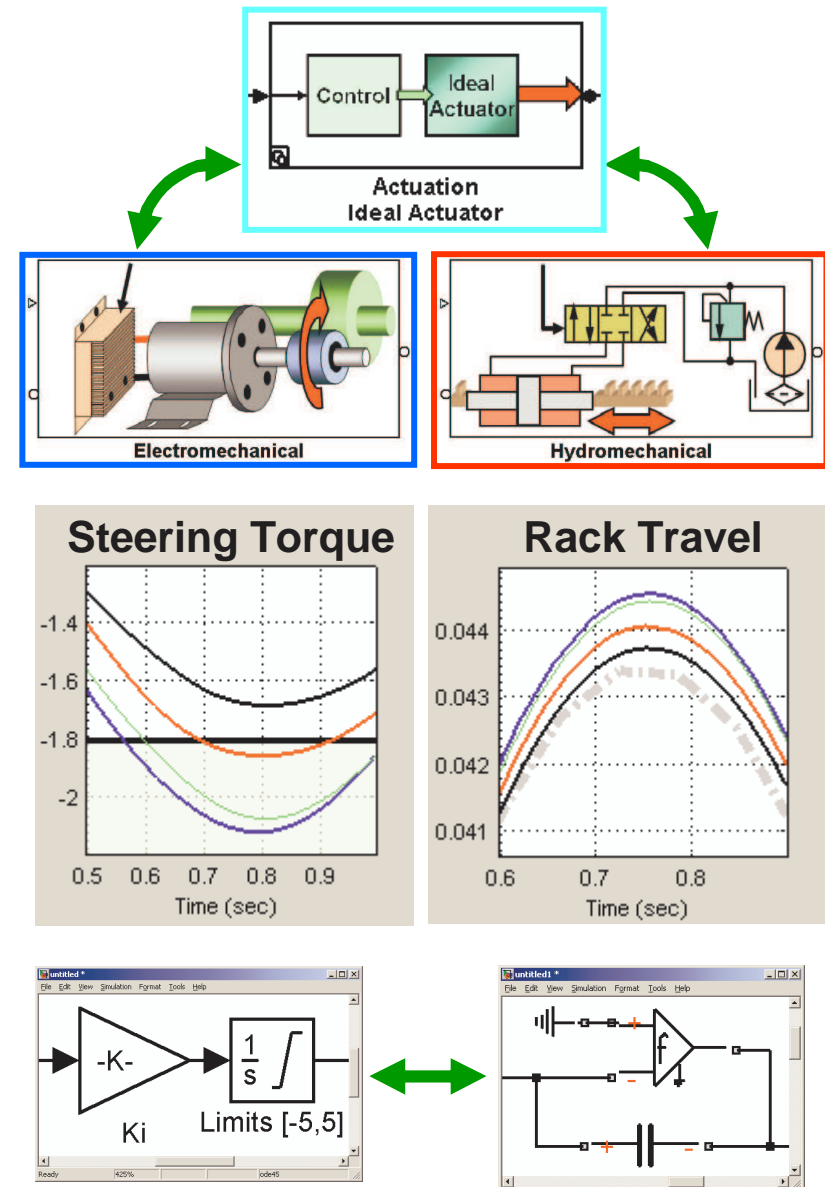 Control
Ideal
Actuator
Actuation
Ideal Actuator
Electromechanical
Hydromechanical
Steering Torque
-1.4
-1.6
-1.8
-2
0.5 0.6 0.7 0.8 0.9
Time (sec)
Rack Travel
0.044
0.043
0.042
0.041
0.6 0.7 0.8
Time (sec)
untitled *
File Edit View Simulation Format Tools Help
-K-
Ki
1
s
Limits [-5,5]
Ready 425% ode45
untitled1 *
File Edit View Simulation Format Tools Help
+
f
-
+ -